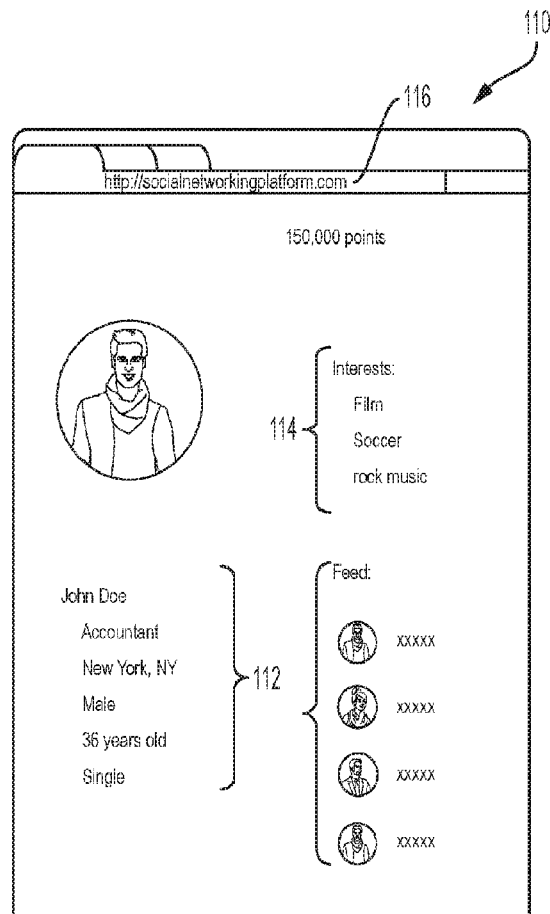 110
116
http://socialnetworkingplatform.com
150,000 points
Interests:
Film
Soccer
rock music
114
John Doe
Accountant
New York, NY
Male
36 years old
Single
112
Feed:
xxxxx
xxxxx
xxxxx
xxxxx